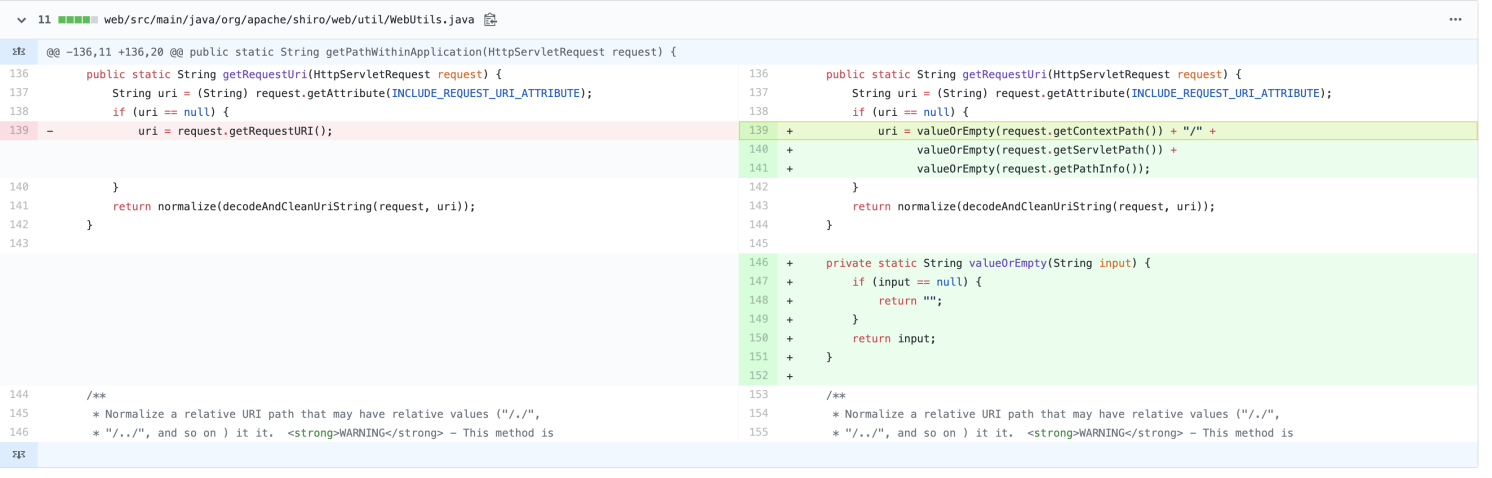 11 web/src/main/java/org/apache/shiro/web/util/WebUtils.java ...
@@ -136,11 +136,20 @@ public static String getPathWithinApplication(HttpServletRequest request) {
136 public static String getRequestUri(HttpServletRequest request) {
137 String uri = (String) request.getAttribute(INCLUDE_REQUEST_URI_ATTRIBUTE);
138 if (uri == null) {
139 - uri = request.getRequestURI();
140 }
141 return normalize(decodeAndCleanUriString(request, uri));
142 }
143
144 /**
145 * Normalize a relative URI path that may have relative values ("/./",
146 * "/../", and so on ) it it. <strong>WARNING</strong> - This method is
136 public static String getRequestUri(HttpServletRequest request) {
137 String uri = (String) request.getAttribute(INCLUDE_REQUEST_URI_ATTRIBUTE);
138 if (uri == null) {
139 + uri = valueOrEmpty(request.getContextPath()) + "/" +
140 + valueOrEmpty(request.getServletPath()) +
141 + valueOrEmpty(request.getPathInfo());
142 }
143 return normalize(decodeAndCleanUriString(request, uri));
144 }
145
146 + private static String valueOrEmpty(String input) {
147 + if (input == null) {
148 + return "";
149 + }
150 + return input;
151 + }
152 +
153 /**
154 * Normalize a relative URI path that may have relative values ("/./",
155 * "/../", and so on ) it it. <strong>WARNING</strong> - This method is